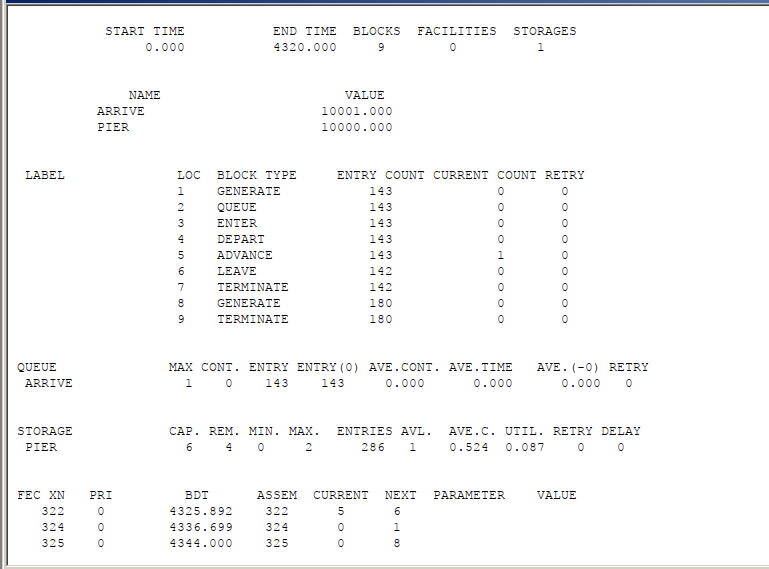 START TIME END TIME BLOCKS FACILITIES STORAGES
0.000 4320.000 9 0 1
NAME VALUE
ARRIVE 10001.000
PIER 10000.000
LABEL LOC BLOCK TYPE ENTRY COUNT CURRENT COUNT RETRY
1 GENERATE 143 0 0
2 QUEUE 143 0 0
3 ENTER 143 0 0
4 DEPART 143 0 0
5 ADVANCE 143 1 0
6 LEAVE 142 0 0
7 TERMINATE 142 0 0
8 GENERATE 180 0 0
9 TERMINATE 180 0 0
QUEUE MAX CONT. ENTRY ENTRY(0) AVE.CONT. AVE.TIME AVE.(-0) RETRY
ARRIVE 1 0 143 143 0.000 0.000 0.000 0
STORAGE CAP. REM. MIN. MAX. ENTRIES AVL. AVE.C. UTIL. RETRY DELAY
PIER 6 4 0 2 286 1 0.524 0.087 0 0
FEC XN PRI BDT ASSEM CURRENT NEXT PARAMETER VALUE
322 0 4325.892 322 5 6
324 0 4336.699 324 0 1
325 0 4344.000 325 0 8